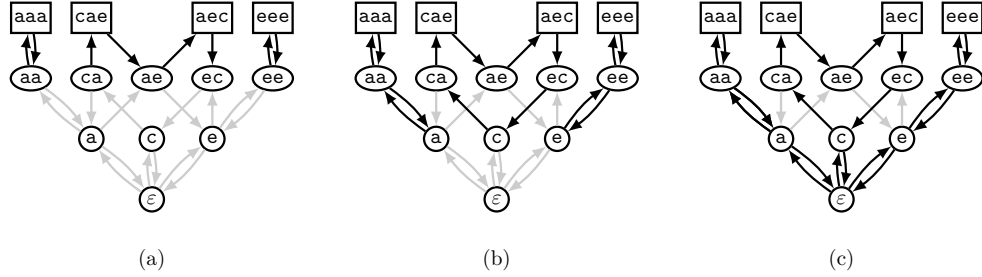 aaa cae aec eee aaa cae aec eee aaa cae aec eee
aa ca ae ec ee aa ca ae ec ee aa ca ae ec ee
a c e a c e a c e
ε ε ε
(a) (b) (c)